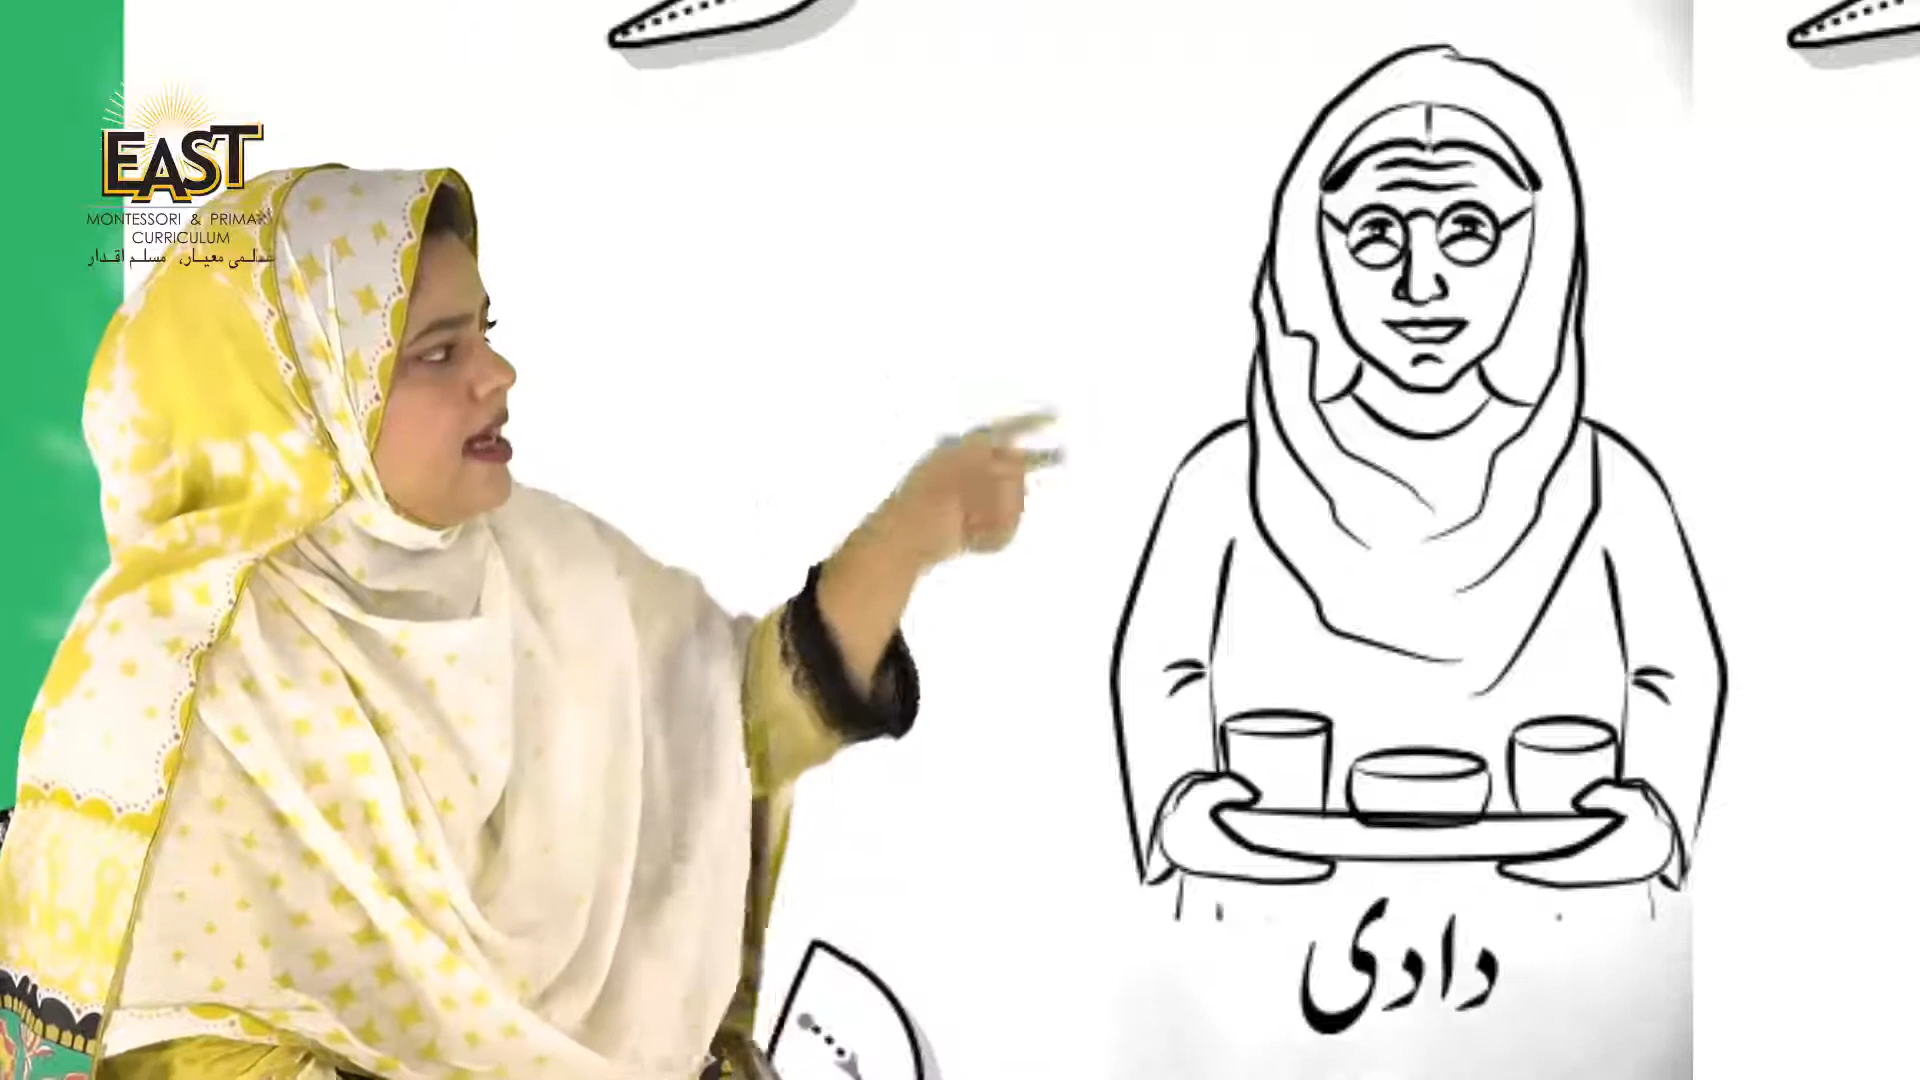 EAST
MONTESSORI & PRIMARY
CURRICULUM
عالمی معیار، مسلم اقدار
دادی